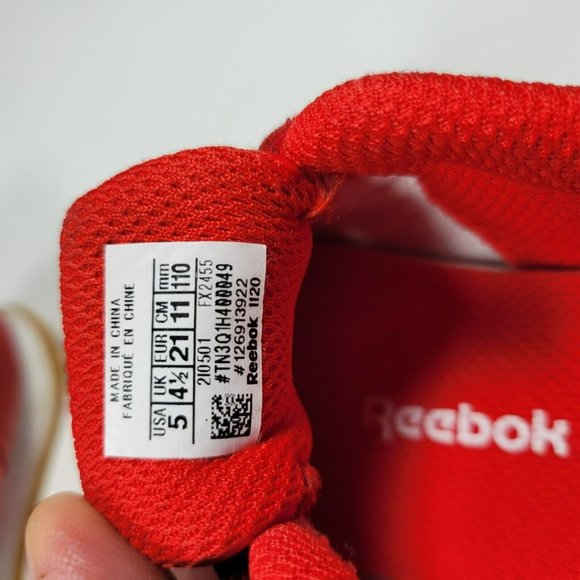 MADE IN CHINA
FABRIQUÉ EN CHINE
USA UK EUR CM mm
5 4½ 21 11 110
210501 FX2455
#TN3Q1H400049
#126913922
Reebok 1120
Reebok